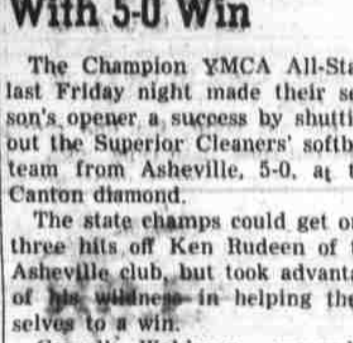 With 5-0 Win
The Champion YMCA All-Sta
last Friday night made their se
son's opener a success by shutti
out the Superior Cleaners' softb
team from Asheville, 5-0, at t
Canton diamond.
The state champs could get o
three hits off Ken Rudeen of t
Asheville club, but took advanta
of his wildness in helping the
selves to a win.